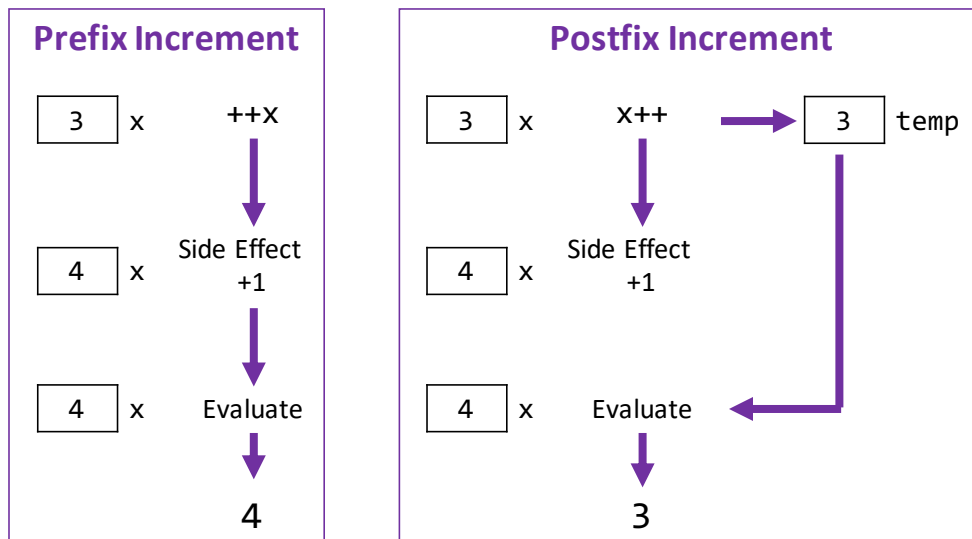 Prefix Increment
3 x ++x
4 x Side Effect
+1
4 x Evaluate
4
Postfix Increment
3 x x++ 3 temp
4 x Side Effect
+1
4 x Evaluate
3